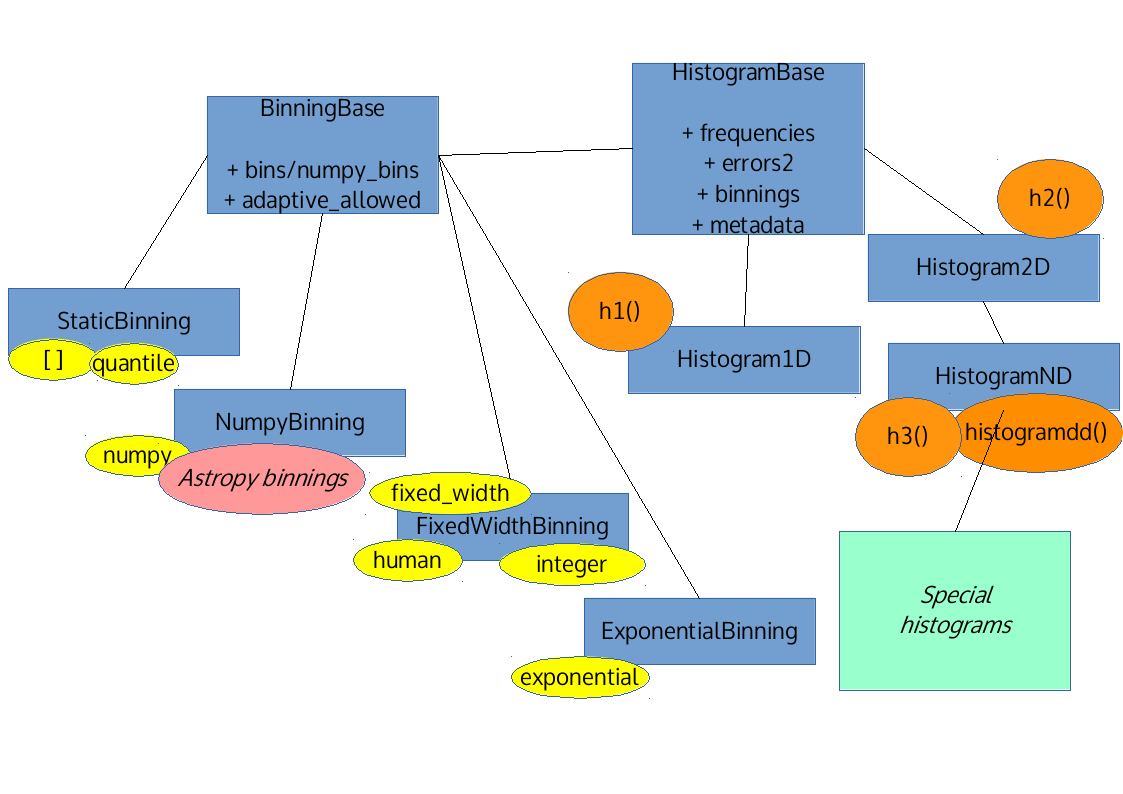 HistogramBase
+ frequencies
+ errors2
+ binnings
+ metadata
BinningBase
+ bins/numpy_bins
+ adaptive_allowed
h2()
Histogram2D
h1()
Histogram1D
StaticBinning
[ ]
quantile
HistogramND
h3()
histogramdd()
NumpyBinning
numpy
Astropy binnings
fixed_width
FixedWidthBinning
human
integer
Special
histograms
ExponentialBinning
exponential